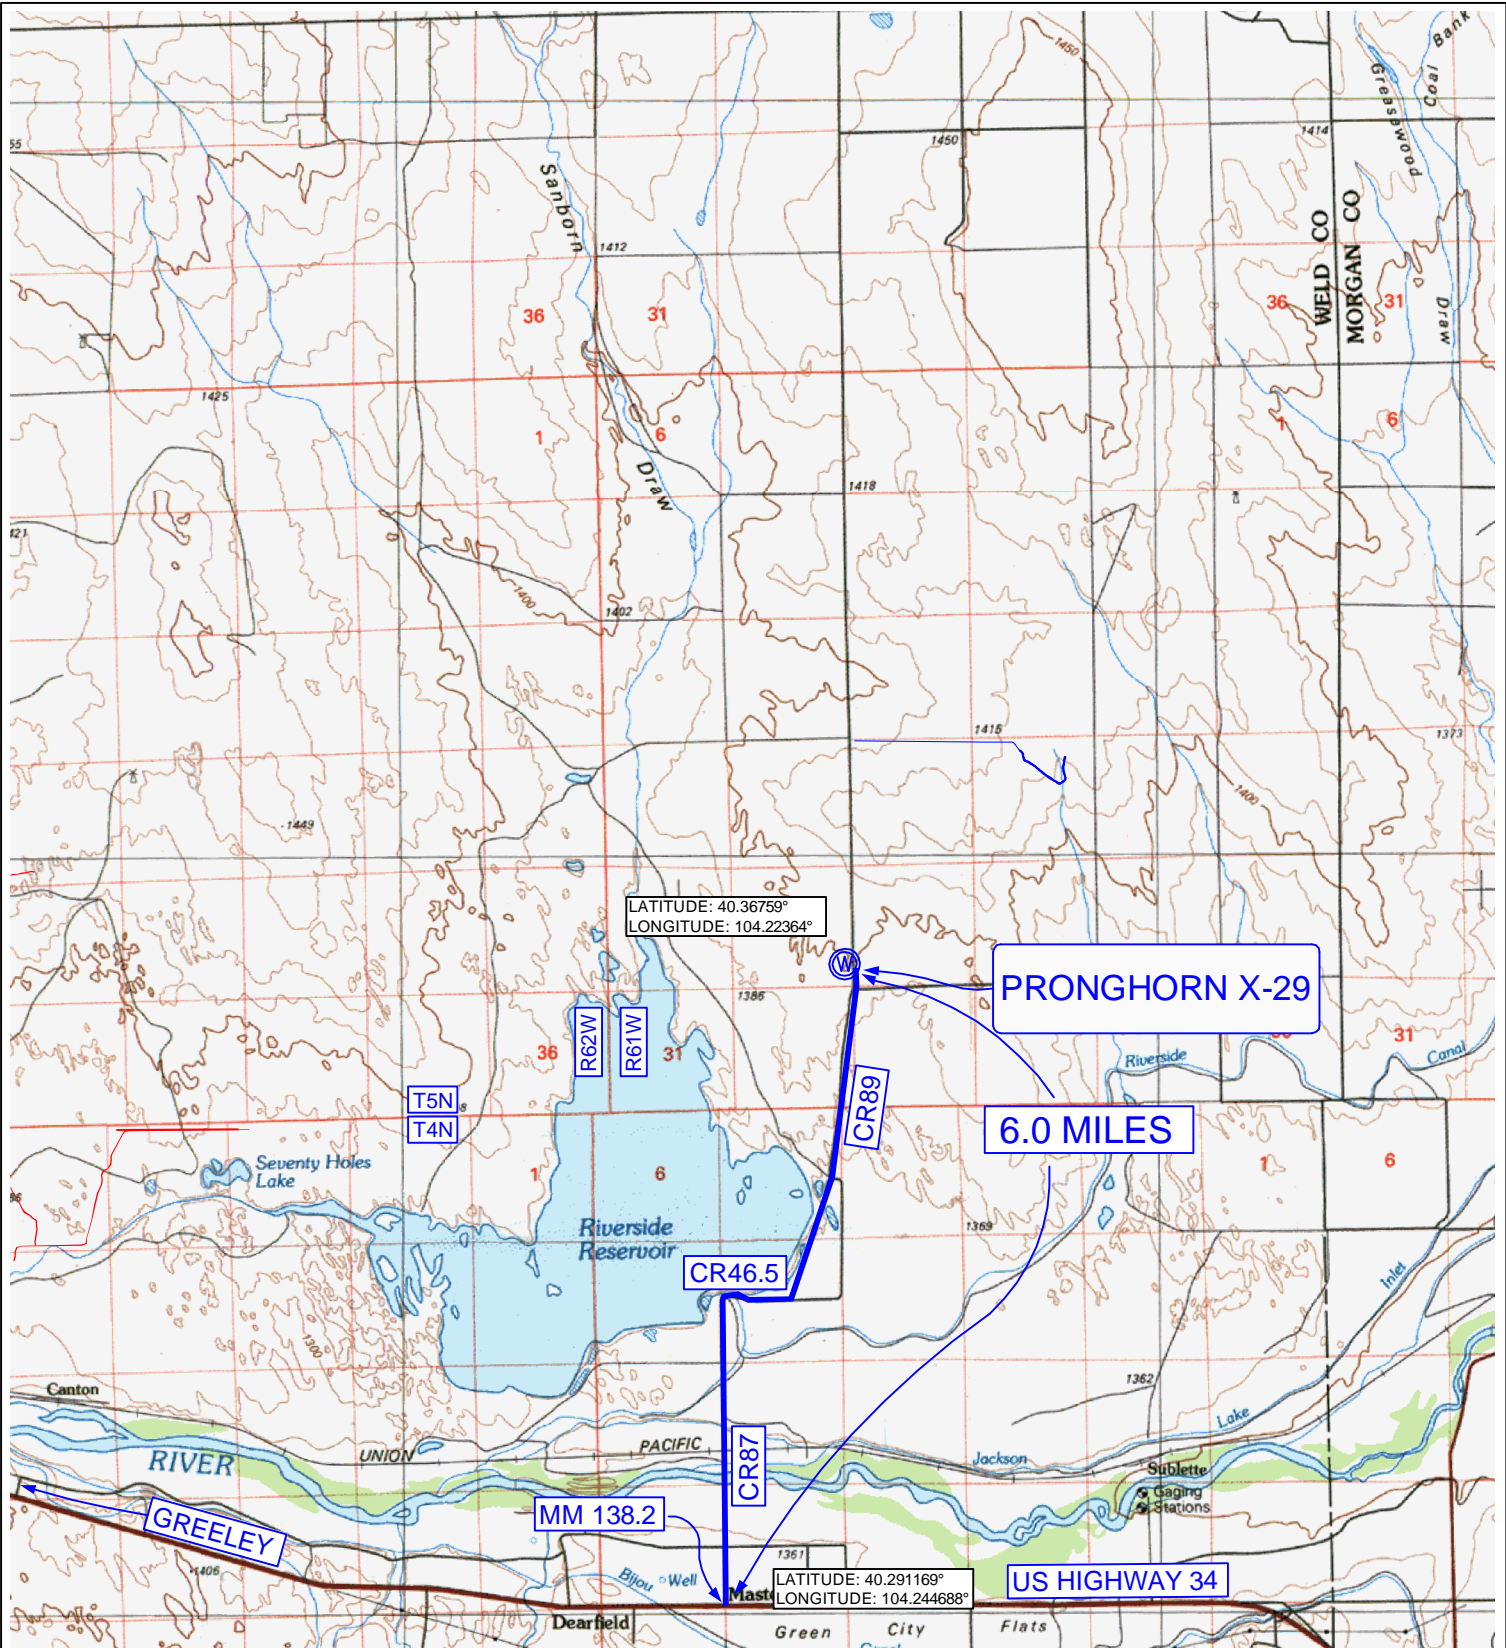 1450
Coal
Bank
Greasewood
Draw
55
1450
1414
Sanborn
Draw
1412
WELD CO
MORGAN CO
36
31
36
31
1425
1
6
1
6
1418
421
1400
1402
1415
1373
1400
1449
LATITUDE: 40.36759°
LONGITUDE: 104.22364°
W
PRONGHORN X-29
1386
36
R62W
R61W
31
31
Riverside
Canal
T5N
T4N
8
CR89
6.0 MILES
Seventy Holes
Lake
1
6
1
6
86
Riverside
Reservoir
1369
CR46.5
Inlet
1300
1362
Canton
Lake
RIVER
UNION
PACIFIC
CR87
Jackson
Sublette
Gaging
Stations
MM 138.2
GREELEY
1406
1361
Bijou
Well
LATITUDE: 40.291169°
LONGITUDE: 104.244688°
US HIGHWAY 34
Dearfield
Green City Flats